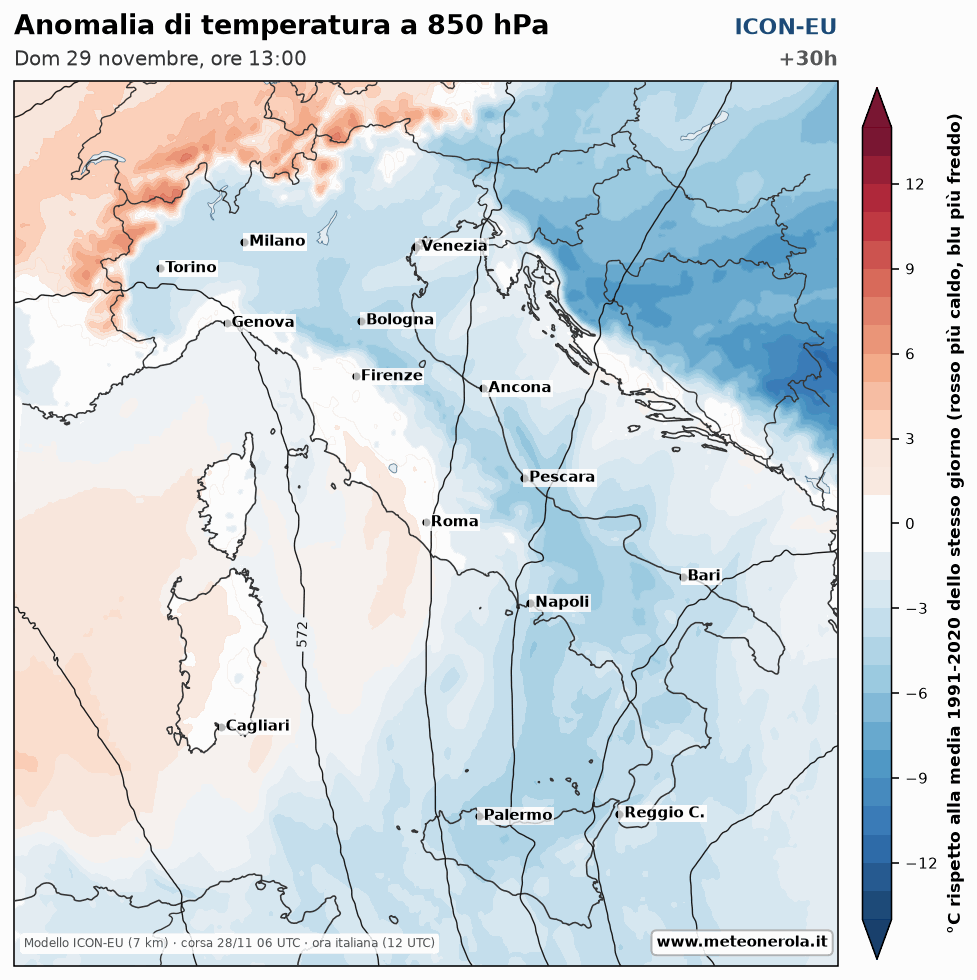 Anomalia di temperatura a 850 hPa
ICON-EU
Dom 29 novembre, ore 13:00
+30h
Milano
Venezia
Torino
Genova
Bologna
Firenze
Ancona
Pescara
Roma
Bari
Napoli
572
Cagliari
Palermo
Reggio C.
12
9
6
3
0
−3
−6
−9
−12
°C rispetto alla media 1991-2020 dello stesso giorno (rosso più caldo, blu più freddo)
Modello ICON-EU (7 km) · corsa 28/11 06 UTC · ora italiana (12 UTC)
www.meteonerola.it